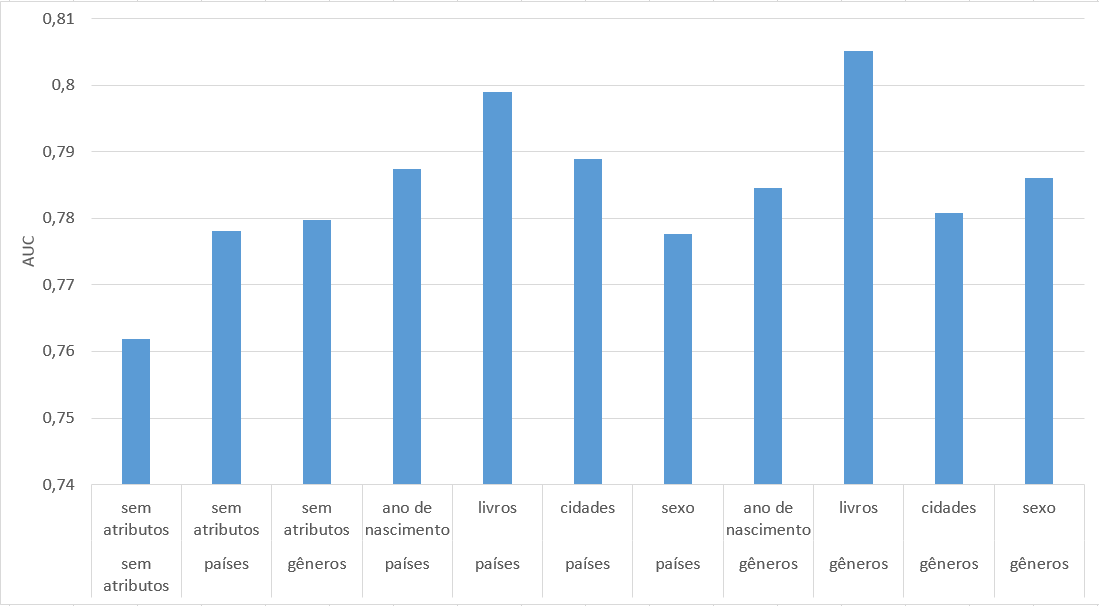 0,81
0,8
0,79
0,78
0,77
0,76
0,75
0,74
AUC
sem atributos
sem atributos
sem atributos
ano de nascimento
livros
cidades
sexo
ano de nascimento
livros
cidades
sexo
sem atributos
países
gêneros
países
países
países
países
gêneros
gêneros
gêneros
gêneros